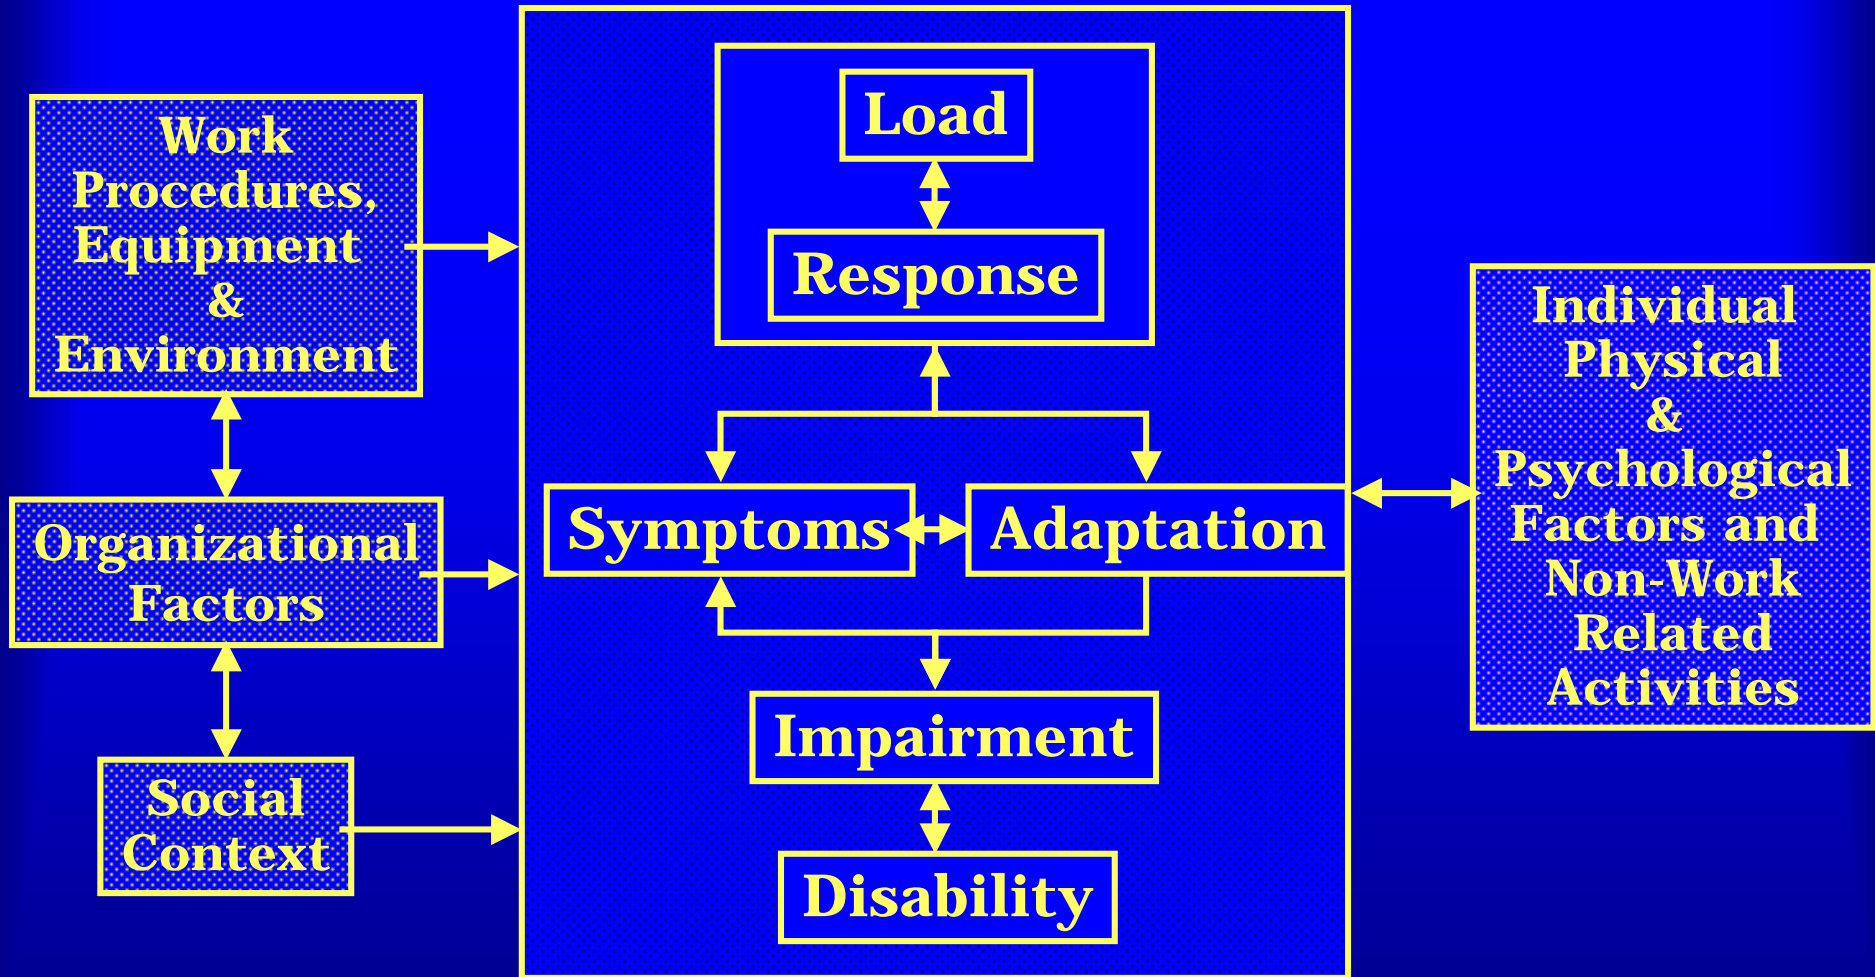 Work
Procedures,
Equipment
&
Environment
Organizational
Factors
Social
Context
Load
Response
Symptoms
Adaptation
Impairment
Disability
Individual
Physical
&
Psychological
Factors and
Non-Work
Related
Activities